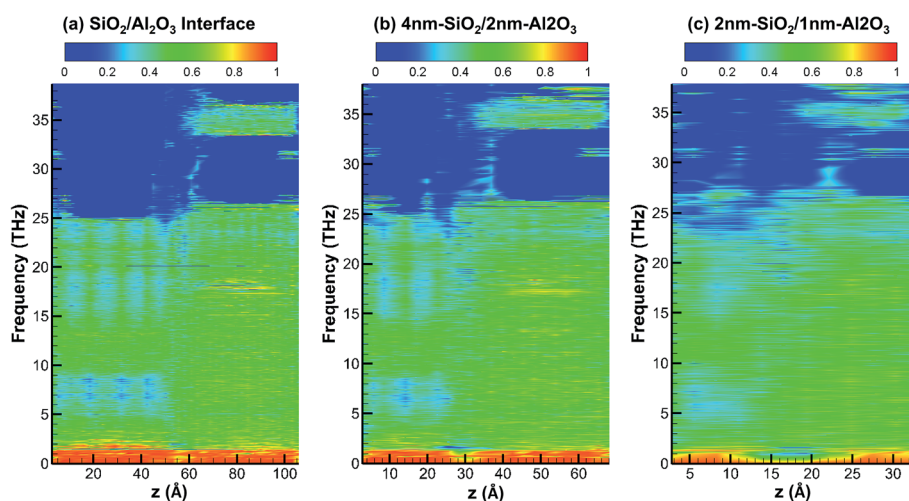 (a) SiO₂/Al₂O₃ Interface
0 0.2 0.4 0.6 0.8 1
Frequency (THz)
35
30
25
20
15
10
5
0
20 40 60 80 100
z (Å)
(b) 4nm-SiO₂/2nm-Al2O₃
0 0.2 0.4 0.6 0.8 1
Frequency (THz)
35
30
25
20
15
10
5
0
10 20 30 40 50 60
z (Å)
(c) 2nm-SiO₂/1nm-Al2O₃
0 0.2 0.4 0.6 0.8 1
Frequency (THz)
35
30
25
20
15
10
5
0
5 10 15 20 25 30
z (Å)